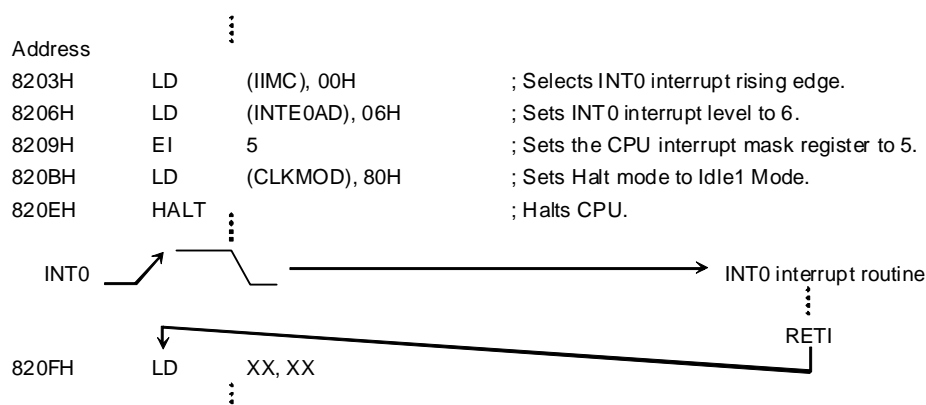 Address
8203H LD (IIMC), 00H ; Selects INT0 interrupt rising edge.
8206H LD (INTE0AD), 06H ; Sets INT0 interrupt level to 6.
8209H EI 5 ; Sets the CPU interrupt mask register to 5.
820BH LD (CLKMOD), 80H ; Sets Halt mode to Idle1 Mode.
820EH HALT ; Halts CPU.
INT0 INT0 interrupt routine
RETI
820FH LD XX, XX